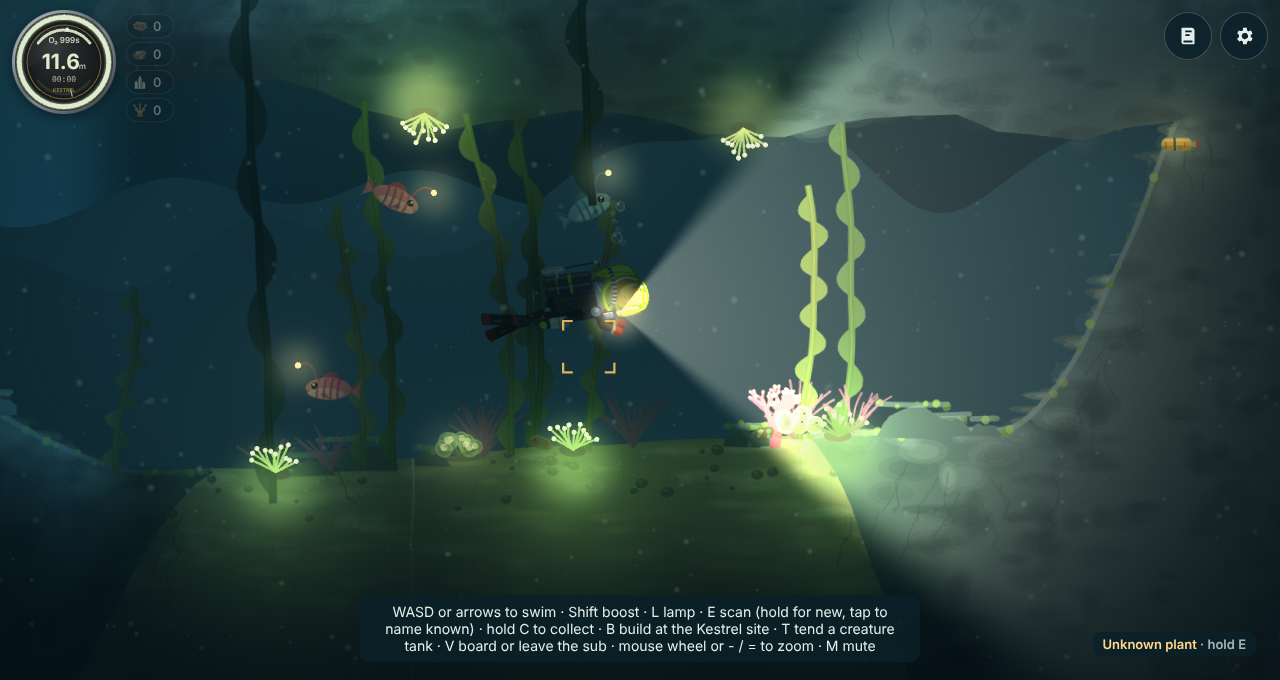 O₂ 999s
11.6m
00:00
KESTREL
0
0
0
0
WASD or arrows to swim · Shift boost · L lamp · E scan (hold for new, tap to
name known) · hold C to collect · B build at the Kestrel site · T tend a creature
tank · V board or leave the sub · mouse wheel or - / = to zoom · M mute
Unknown plant · hold E